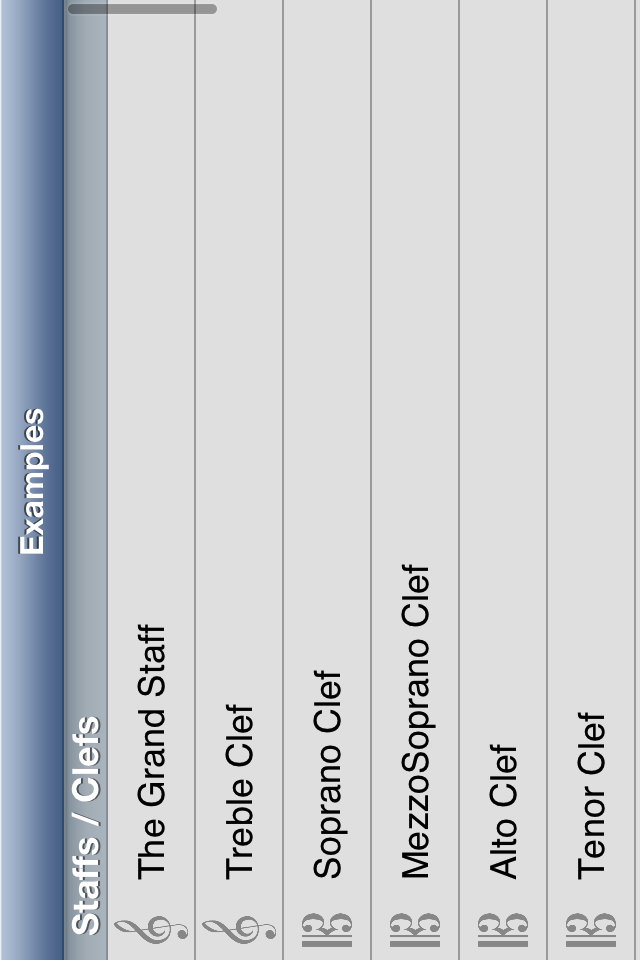 Examples
Staffs / Clefs
The Grand Staff
Treble Clef
Soprano Clef
MezzoSoprano Clef
Alto Clef
Tenor Clef